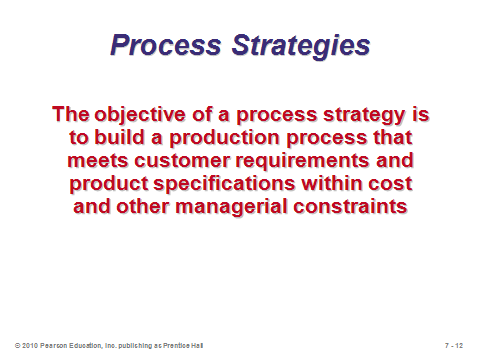 Process Strategies
The objective of a process strategy is
to build a production process that
meets customer requirements and
product specifications within cost
and other managerial constraints
© 2010 Pearson Education, Inc. publishing as Prentice Hall
7 - 12